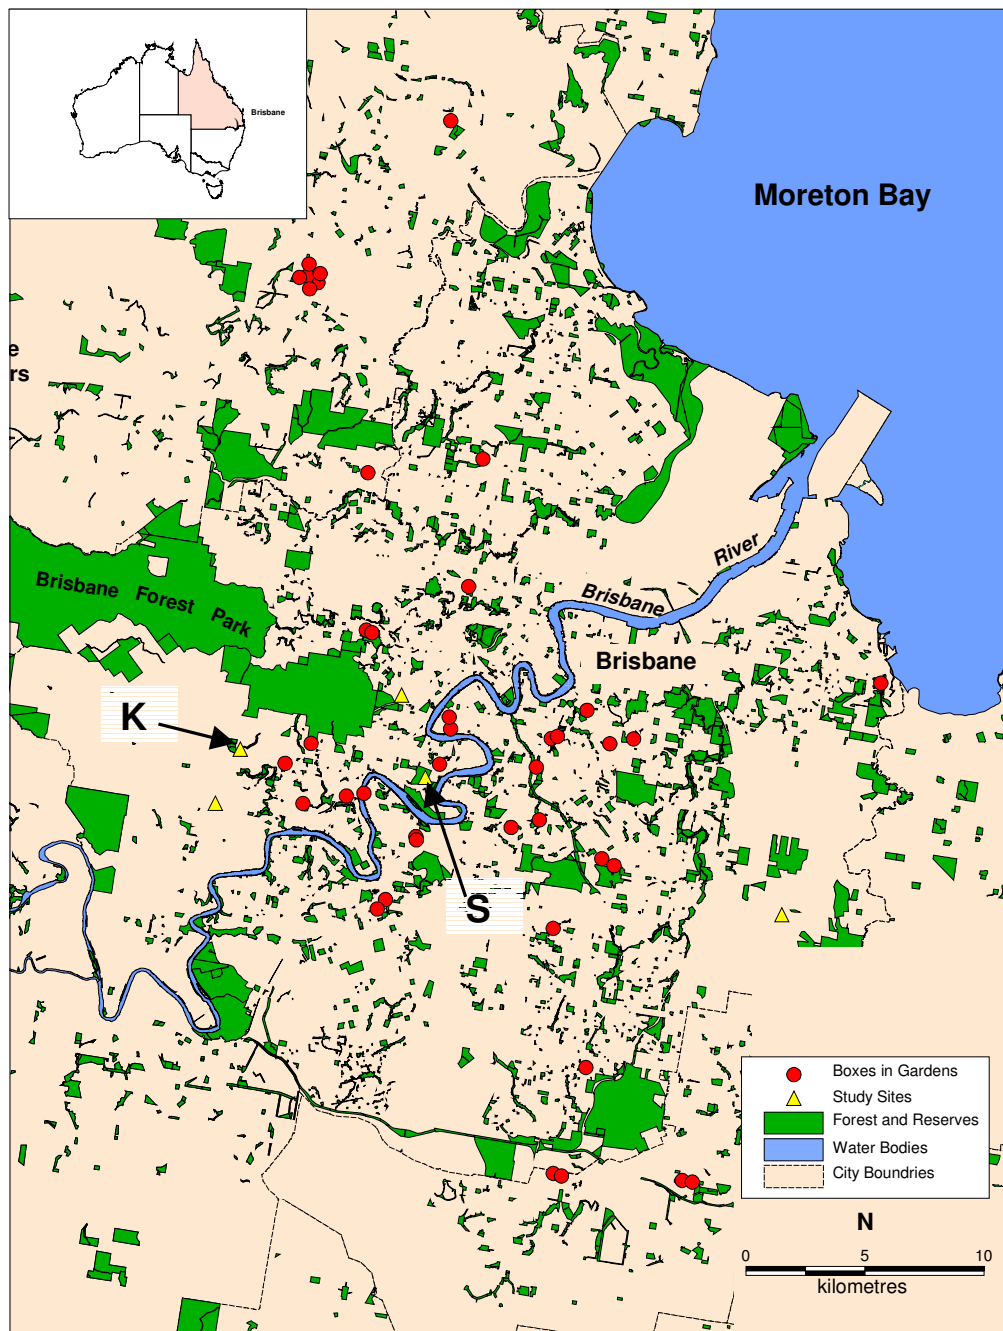 Brisbane
Moreton Bay
e
rs
River
Brisbane
Brisbane Forest Park
Brisbane
K
S
Boxes in Gardens
Study Sites
Forest and Reserves
Water Bodies
City Boundries
N
0 5 10
kilometres